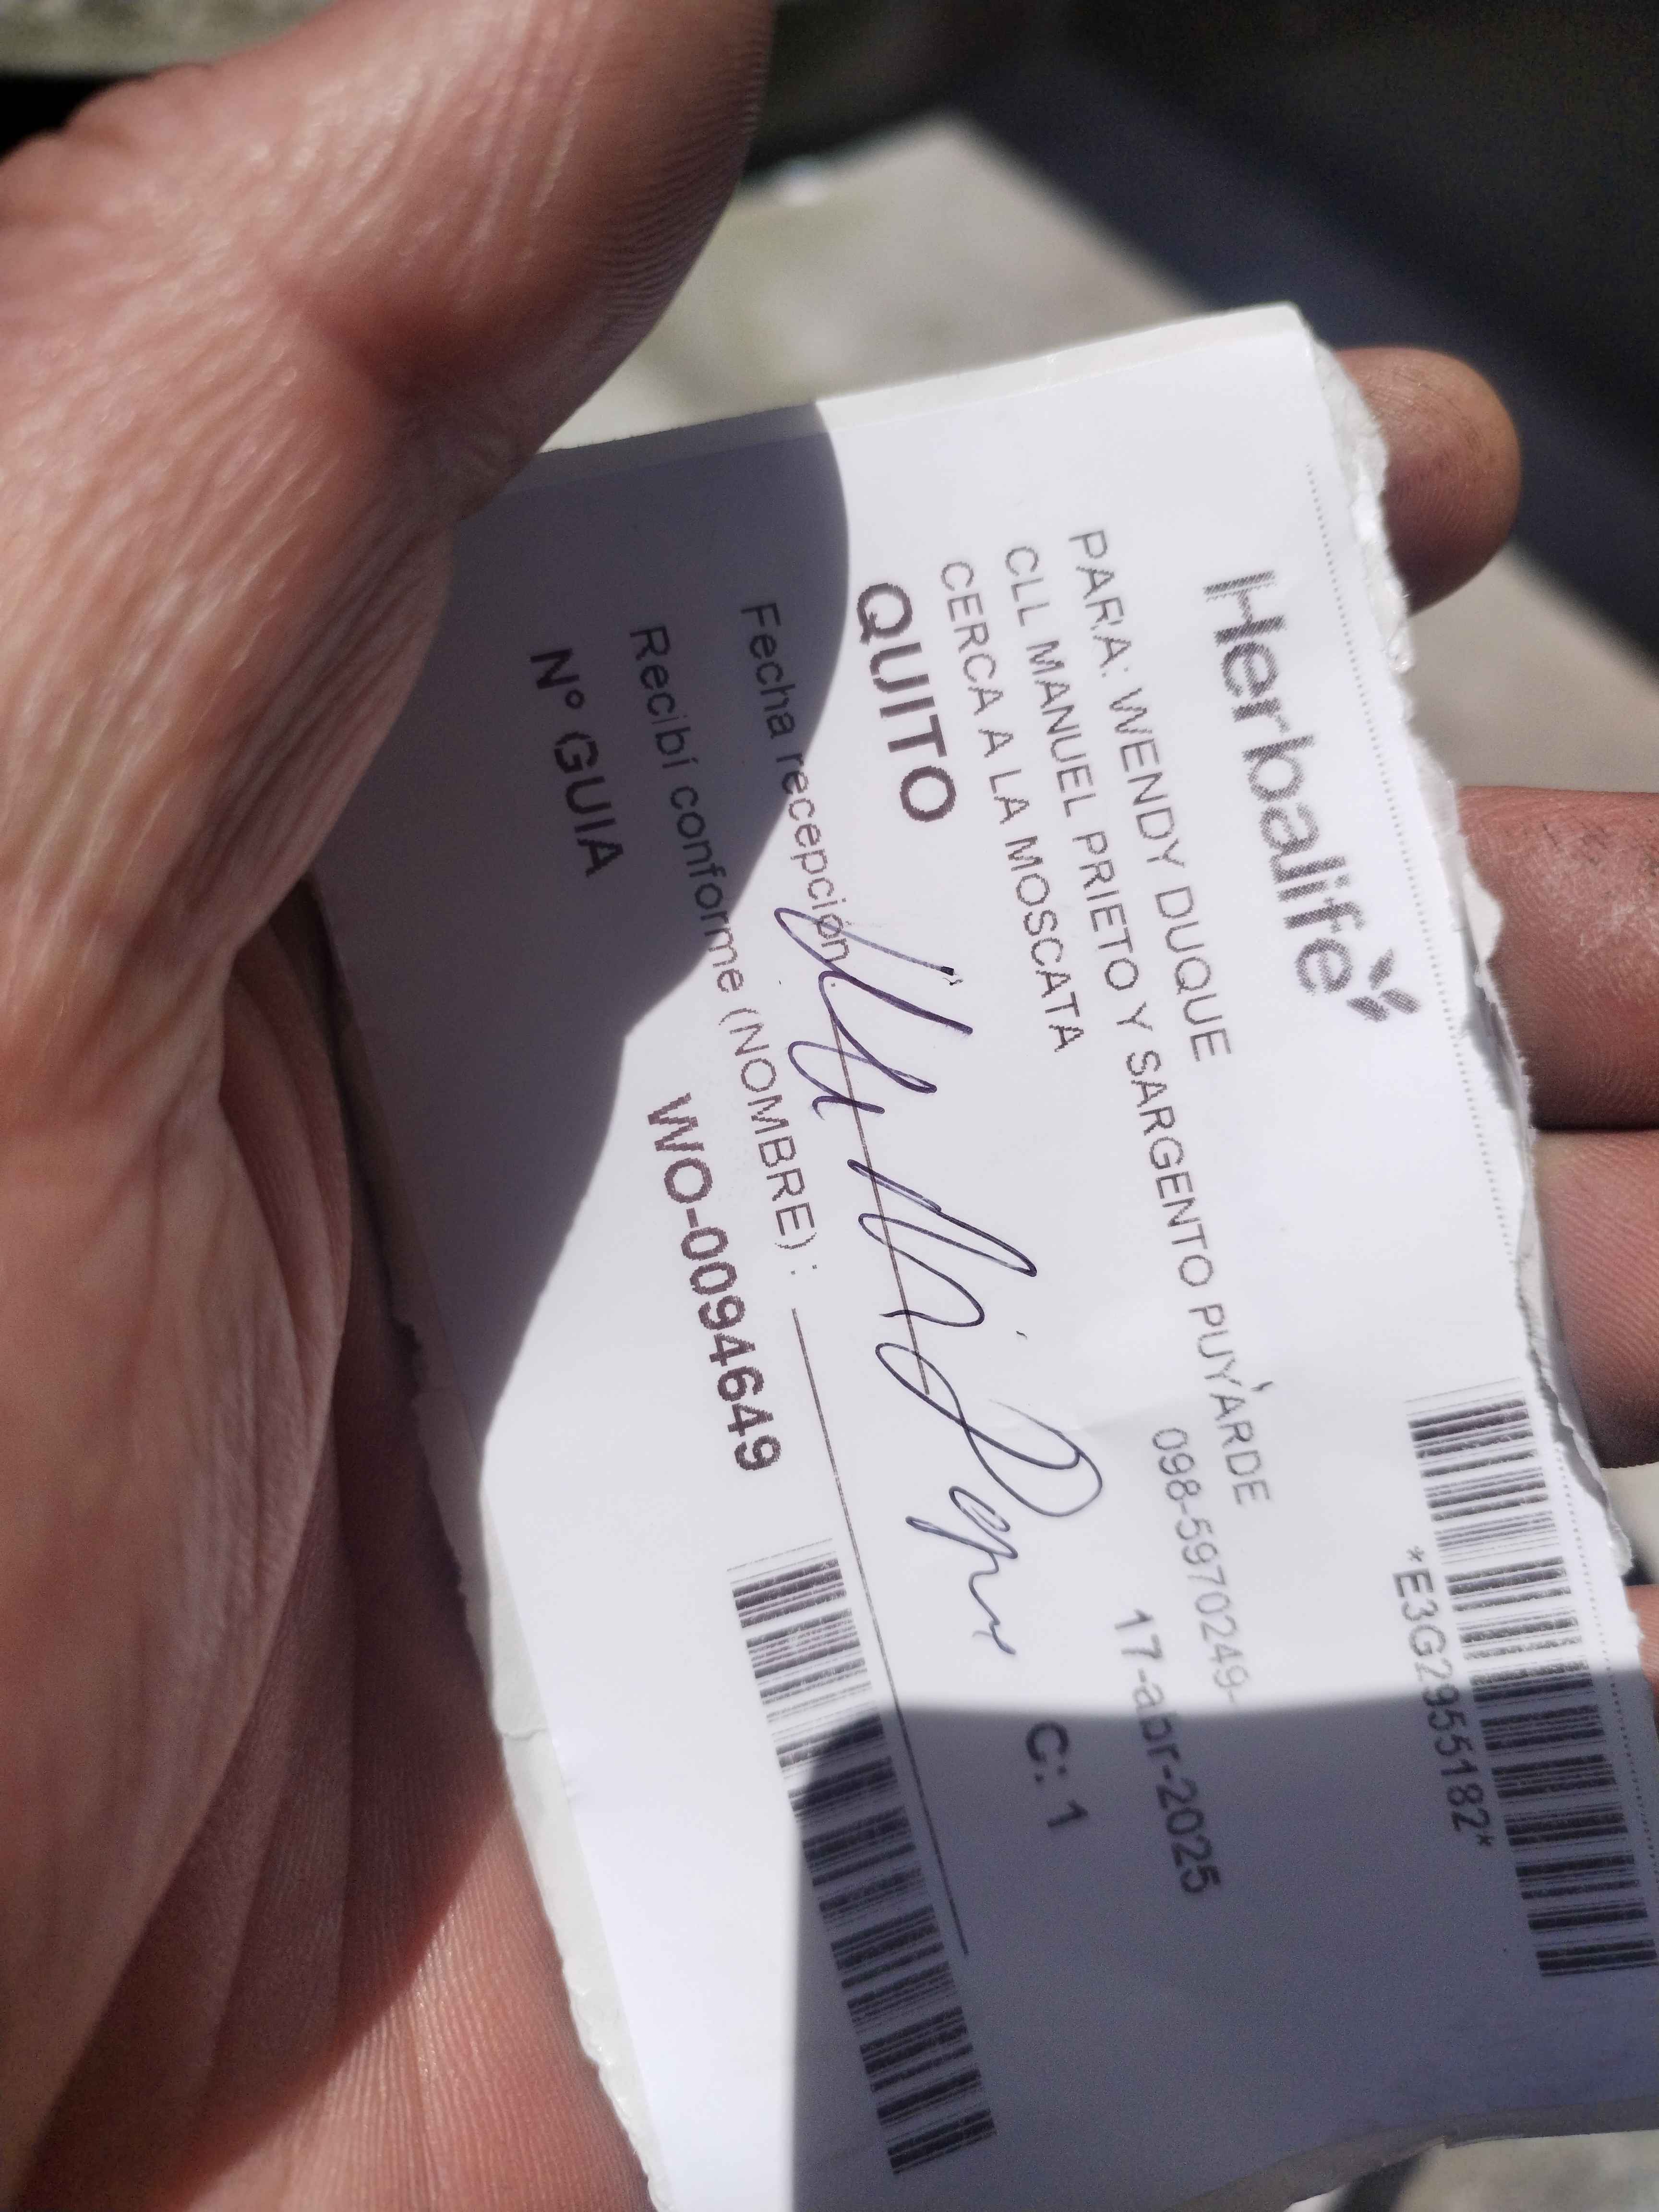 Herbalife
*E3G2955182*
PARA: WENDY DUQUE
CLL MANUEL PRIETO Y SARGENTO PUYARDE
CERCA A LA MOSCATA
098-5970249-
17-abr-2025
QUITO
C: 1
Fecha recepción
Recibí conforme (NOMBRE) :
N° GUIA WO-0094649